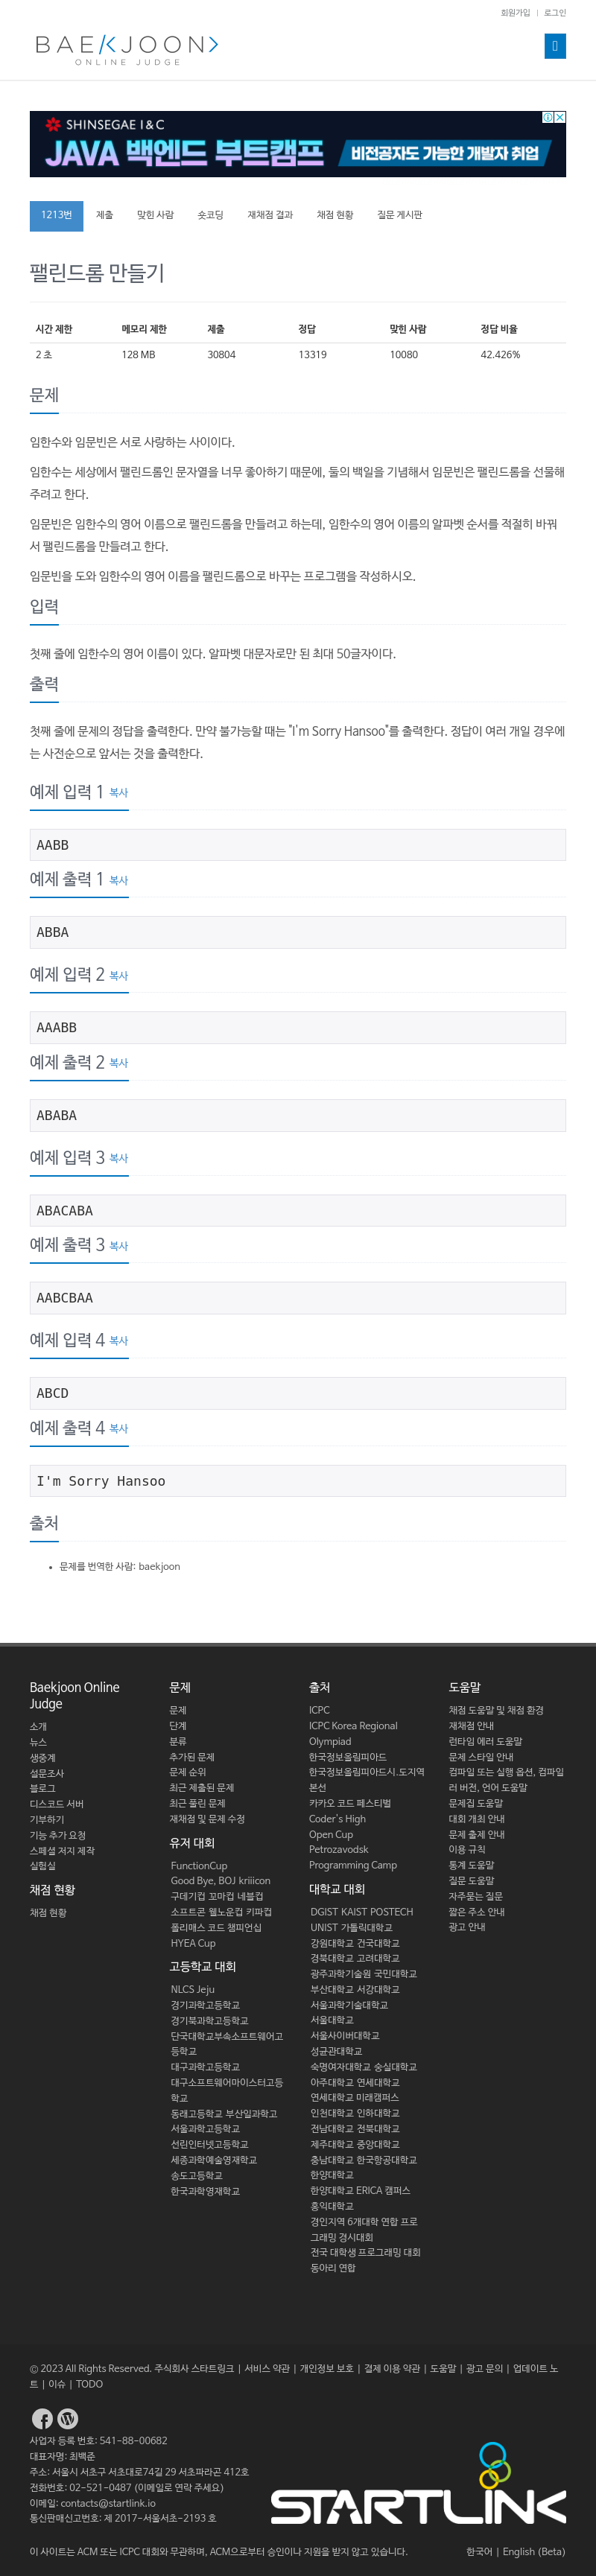 회원가입 | 로그인
BAEKJOON>
ONLINE JUDGE
SHINSEGAE I&C
JAVA 백엔드 부트캠프 비전공자도 가능한 개발자 취업
1213번 제출 맞힌 사람 숏코딩 재채점 결과 채점 현황 질문 게시판
팰린드롬 만들기
시간 제한 메모리 제한 제출 정답 맞힌 사람 정답 비율
2 초 128 MB 30804 13319 10080 42.426%
문제
임한수와 임문빈은 서로 사랑하는 사이이다.
임한수는 세상에서 팰린드롬인 문자열을 너무 좋아하기 때문에, 둘의 백일을 기념해서 임문빈은 팰린드롬을 선물해
주려고 한다.
임문빈은 임한수의 영어 이름으로 팰린드롬을 만들려고 하는데, 임한수의 영어 이름의 알파벳 순서를 적절히 바꿔
서 팰린드롬을 만들려고 한다.
임문빈을 도와 임한수의 영어 이름을 팰린드롬으로 바꾸는 프로그램을 작성하시오.
입력
첫째 줄에 임한수의 영어 이름이 있다. 알파벳 대문자로만 된 최대 50글자이다.
출력
첫째 줄에 문제의 정답을 출력한다. 만약 불가능할 때는 "I'm Sorry Hansoo"를 출력한다. 정답이 여러 개일 경우에
는 사전순으로 앞서는 것을 출력한다.
예제 입력 1 복사
AABB
예제 출력 1 복사
ABBA
예제 입력 2 복사
AAABB
예제 출력 2 복사
ABABA
예제 입력 3 복사
ABACABA
예제 출력 3 복사
AABCBAA
예제 입력 4 복사
ABCD
예제 출력 4 복사
I'm Sorry Hansoo
출처
문제를 번역한 사람: baekjoon
Baekjoon Online
Judge
소개
뉴스
생중계
설문조사
블로그
디스코드 서버
기부하기
기능 추가 요청
스페셜 저지 제작
실험실
채점 현황
채점 현황
문제
문제
단계
분류
추가된 문제
문제 순위
최근 제출된 문제
최근 풀린 문제
재채점 및 문제 수정
유저 대회
FunctionCup
Good Bye, BOJ kriiicon
구데기컵 꼬마컵 네블컵
소프트콘 웰노운컵 키파컵
폴리매스 코드 챔피언십
HYEA Cup
고등학교 대회
NLCS Jeju
경기과학고등학교
경기북과학고등학교
단국대학교부속소프트웨어고
등학교
대구과학고등학교
대구소프트웨어마이스터고등
학교
동래고등학교 부산일과학고
서울과학고등학교
선린인터넷고등학교
세종과학예술영재학교
송도고등학교
한국과학영재학교
출처
ICPC
ICPC Korea Regional
Olympiad
한국정보올림피아드
한국정보올림피아드시.도지역
본선
카카오 코드 페스티벌
Coder's High
Open Cup
Petrozavodsk
Programming Camp
대학교 대회
DGIST KAIST POSTECH
UNIST 가톨릭대학교
강원대학교 건국대학교
경북대학교 고려대학교
광주과학기술원 국민대학교
부산대학교 서강대학교
서울과학기술대학교
서울대학교
서울사이버대학교
성균관대학교
숙명여자대학교 숭실대학교
아주대학교 연세대학교
연세대학교 미래캠퍼스
인천대학교 인하대학교
전남대학교 전북대학교
제주대학교 중앙대학교
충남대학교 한국항공대학교
한양대학교
한양대학교 ERICA 캠퍼스
홍익대학교
경인지역 6개대학 연합 프로
그래밍 경시대회
전국 대학생 프로그래밍 대회
동아리 연합
도움말
채점 도움말 및 채점 환경
재채점 안내
런타임 에러 도움말
문제 스타일 안내
컴파일 또는 실행 옵션, 컴파일
러 버전, 언어 도움말
문제집 도움말
대회 개최 안내
문제 출제 안내
이용 규칙
통계 도움말
질문 도움말
자주묻는 질문
짧은 주소 안내
광고 안내
© 2023 All Rights Reserved. 주식회사 스타트링크 | 서비스 약관 | 개인정보 보호 | 결제 이용 약관 | 도움말 | 광고 문의 | 업데이트 노
트 | 이슈 | TODO
사업자 등록 번호: 541-88-00682
대표자명: 최백준
주소: 서울시 서초구 서초대로74길 29 서초파라곤 412호
전화번호: 02-521-0487 (이메일로 연락 주세요)
이메일: contacts@startlink.io
통신판매신고번호: 제 2017-서울서초-2193 호
STARTLINK
이 사이트는 ACM 또는 ICPC 대회와 무관하며, ACM으로부터 승인이나 지원을 받지 않고 있습니다.
한국어 | English (Beta)